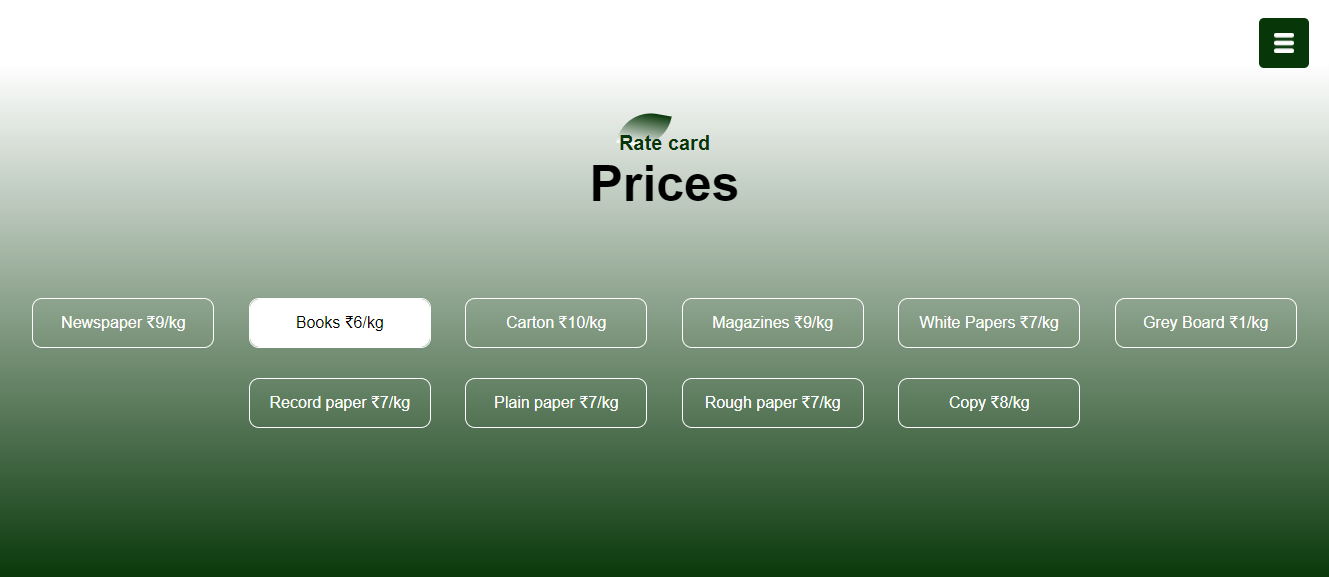 Rate card
Prices
Newspaper ₹9/kg
Books ₹6/kg
Carton ₹10/kg
Magazines ₹9/kg
White Papers ₹7/kg
Grey Board ₹1/kg
Record paper ₹7/kg
Plain paper ₹7/kg
Rough paper ₹7/kg
Copy ₹8/kg